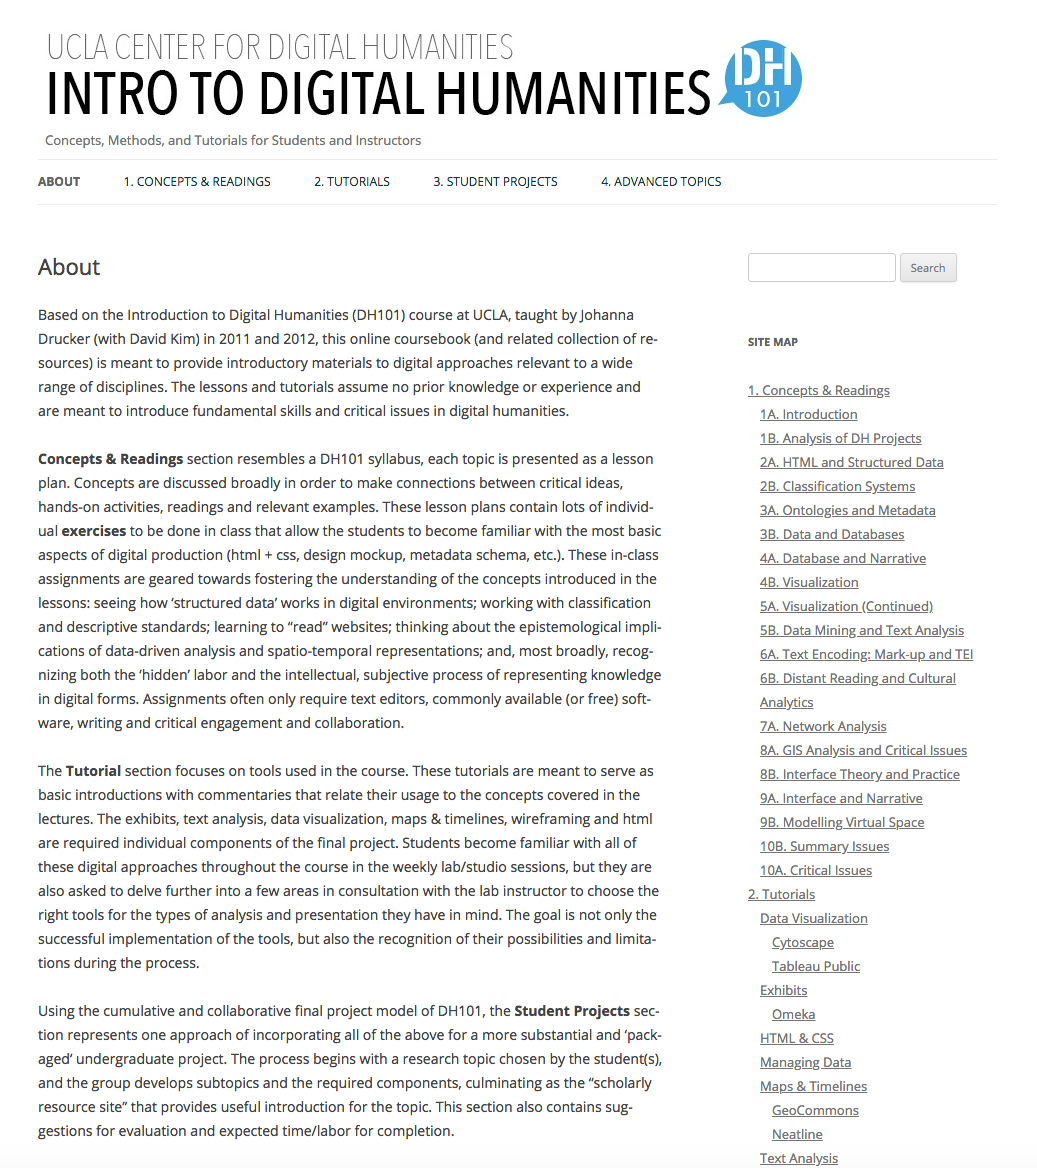 UCLA CENTER FOR DIGITAL HUMANITIES
INTRO TO DIGITAL HUMANITIES
DH
101
Concepts, Methods, and Tutorials for Students and Instructors
ABOUT 1. CONCEPTS & READINGS 2. TUTORIALS 3. STUDENT PROJECTS 4. ADVANCED TOPICS
About
Based on the Introduction to Digital Humanities (DH101) course at UCLA, taught by Johanna
Drucker (with David Kim) in 2011 and 2012, this online coursebook (and related collection of re-
sources) is meant to provide introductory materials to digital approaches relevant to a wide
range of disciplines. The lessons and tutorials assume no prior knowledge or experience and
are meant to introduce fundamental skills and critical issues in digital humanities.
Concepts & Readings section resembles a DH101 syllabus, each topic is presented as a lesson
plan. Concepts are discussed broadly in order to make connections between critical ideas,
hands-on activities, readings and relevant examples. These lesson plans contain lots of individ-
ual exercises to be done in class that allow the students to become familiar with the most basic
aspects of digital production (html + css, design mockup, metadata schema, etc.). These in-class
assignments are geared towards fostering the understanding of the concepts introduced in the
lessons: seeing how ‘structured data’ works in digital environments; working with classification
and descriptive standards; learning to “read” websites; thinking about the epistemological impli-
cations of data-driven analysis and spatio-temporal representations; and, most broadly, recog-
nizing both the ‘hidden’ labor and the intellectual, subjective process of representing knowledge
in digital forms. Assignments often only require text editors, commonly available (or free) soft-
ware, writing and critical engagement and collaboration.
The Tutorial section focuses on tools used in the course. These tutorials are meant to serve as
basic introductions with commentaries that relate their usage to the concepts covered in the
lectures. The exhibits, text analysis, data visualization, maps & timelines, wireframing and html
are required individual components of the final project. Students become familiar with all of
these digital approaches throughout the course in the weekly lab/studio sessions, but they are
also asked to delve further into a few areas in consultation with the lab instructor to choose the
right tools for the types of analysis and presentation they have in mind. The goal is not only the
successful implementation of the tools, but also the recognition of their possibilities and limita-
tions during the process.
Using the cumulative and collaborative final project model of DH101, the Student Projects sec-
tion represents one approach of incorporating all of the above for a more substantial and ‘pack-
aged’ undergraduate project. The process begins with a research topic chosen by the student(s),
and the group develops subtopics and the required components, culminating as the “scholarly
resource site” that provides useful introduction for the topic. This section also contains sug-
gestions for evaluation and expected time/labor for completion.
Search
SITE MAP
1. Concepts & Readings
1A. Introduction
1B. Analysis of DH Projects
2A. HTML and Structured Data
2B. Classification Systems
3A. Ontologies and Metadata
3B. Data and Databases
4A. Database and Narrative
4B. Visualization
5A. Visualization (Continued)
5B. Data Mining and Text Analysis
6A. Text Encoding: Mark-up and TEI
6B. Distant Reading and Cultural
Analytics
7A. Network Analysis
8A. GIS Analysis and Critical Issues
8B. Interface Theory and Practice
9A. Interface and Narrative
9B. Modelling Virtual Space
10B. Summary Issues
10A. Critical Issues
2. Tutorials
Data Visualization
Cytoscape
Tableau Public
Exhibits
Omeka
HTML & CSS
Managing Data
Maps & Timelines
GeoCommons
Neatline
Text Analysis